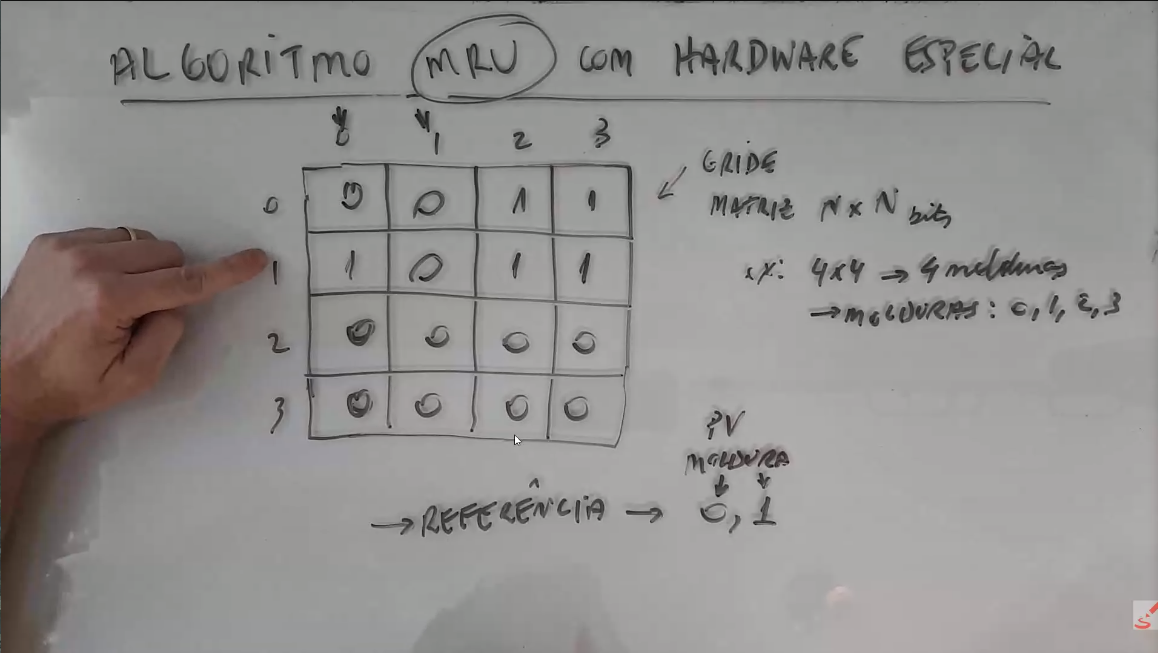 ALGORITMO MRU COM HARDWARE ESPECIAL
0 1 2 3
0 0 0 1 1
1 1 0 1 1
2 0 0 0 0
3 0 0 0 0
GRIDE
MATRIZ N x N bits
ex: 4x4 → 4 molduras
→ MOLDURAS: 0, 1, 2, 3
PV
MOLDURA
→ REFERÊNCIA → 0, 1